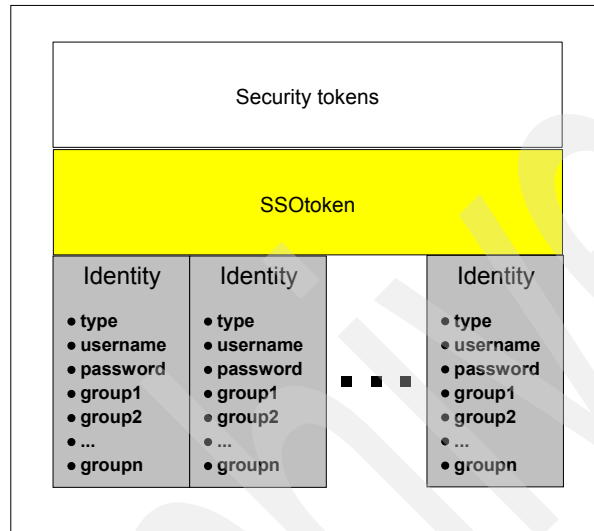 Security tokens
SSOtoken
Identity
• type
• username
• password
• group1
• group2
• ...
• groupn
Identity
• type
• username
• password
• group1
• group2
• ...
• groupn
Identity
• type
• username
• password
• group1
• group2
• ...
• groupn